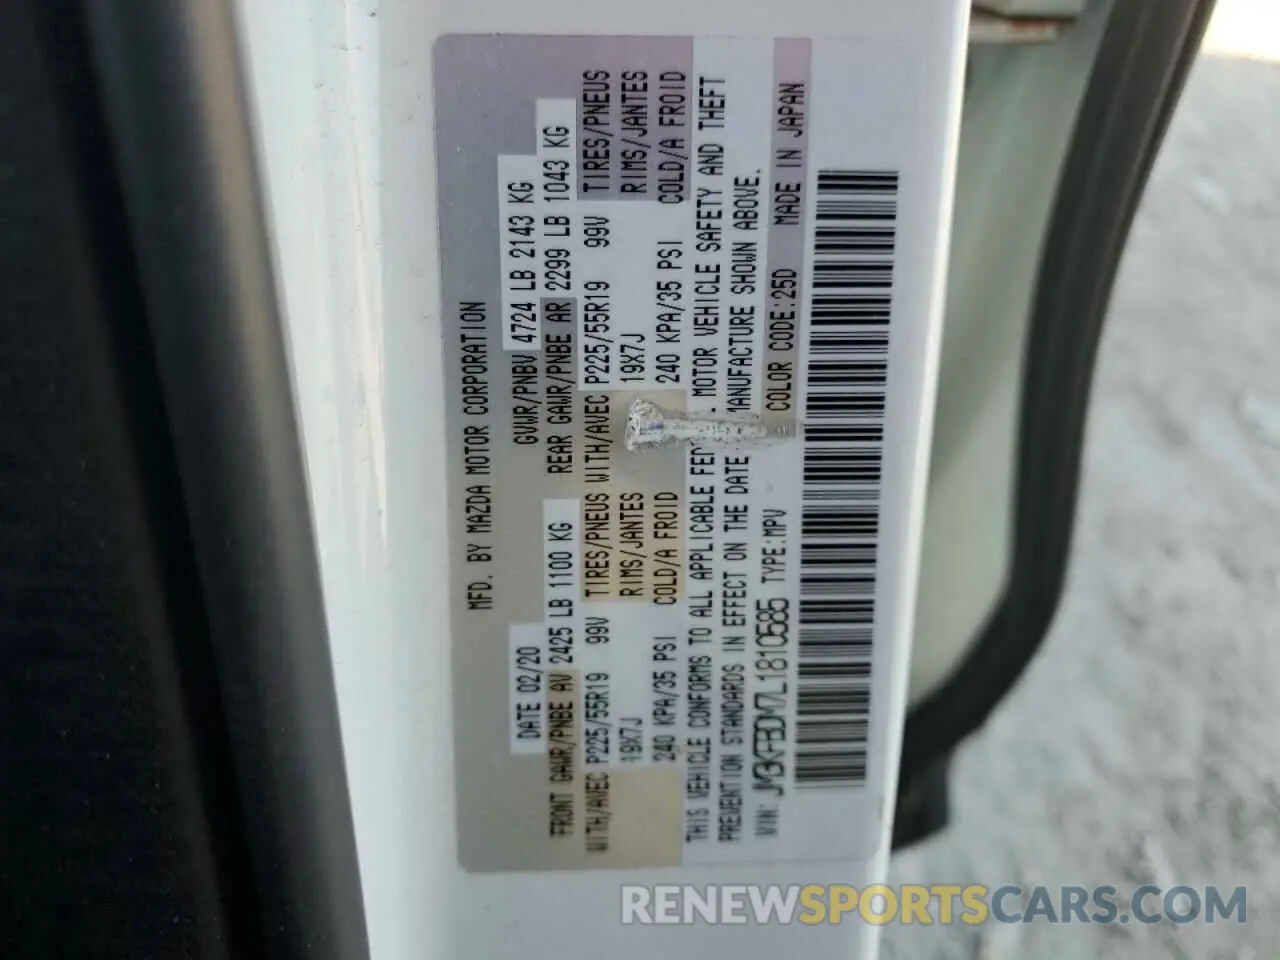 MFD. BY MAZDA MOTOR CORPORATION
DATE 02/20 GVWR/PNBV 4724 LB 2143 KG
FRONT GAWR/PNBE AV 2425 LB 1100 KG REAR GAWR/PNBE AR 2299 LB 1043 KG
WITH/AVEC P225/55R19 99V TIRES/PNEUS WITH/AVEC P225/55R19 99V TIRES/PNEUS
19X7J RIMS/JANTES 19X7J RIMS/JANTES
240 KPA/35 PSI COLD/A FROID 240 KPA/35 PSI COLD/A FROID
THIS VEHICLE CONFORMS TO ALL APPLICABLE MOTOR VEHICLE SAFETY AND THEFT
PREVENTION STANDARDS IN EFFECT ON THE DATE MANUFACTURE SHOWN ABOVE.
VIN: JM3KFBDM7L1810585 TYPE:MPV COLOR CODE:25D MADE IN JAPAN
RENEWSPORTSCARS.COM